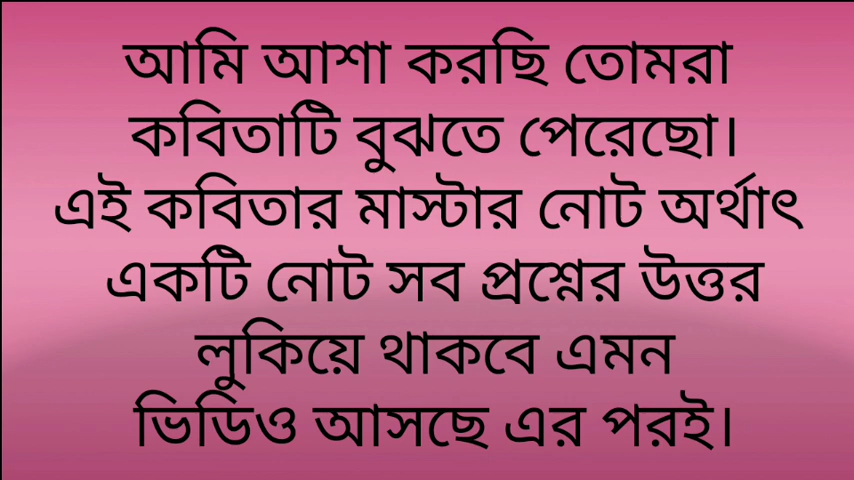 আমি আশা করছি তোমরা
কবিতাটি বুঝতে পেরেছো।
এই কবিতার মাস্টার নোট অর্থাৎ
একটি নোট সব প্রশ্নের উত্তর
লুকিয়ে থাকবে এমন
ভিডিও আসছে এর পরই।